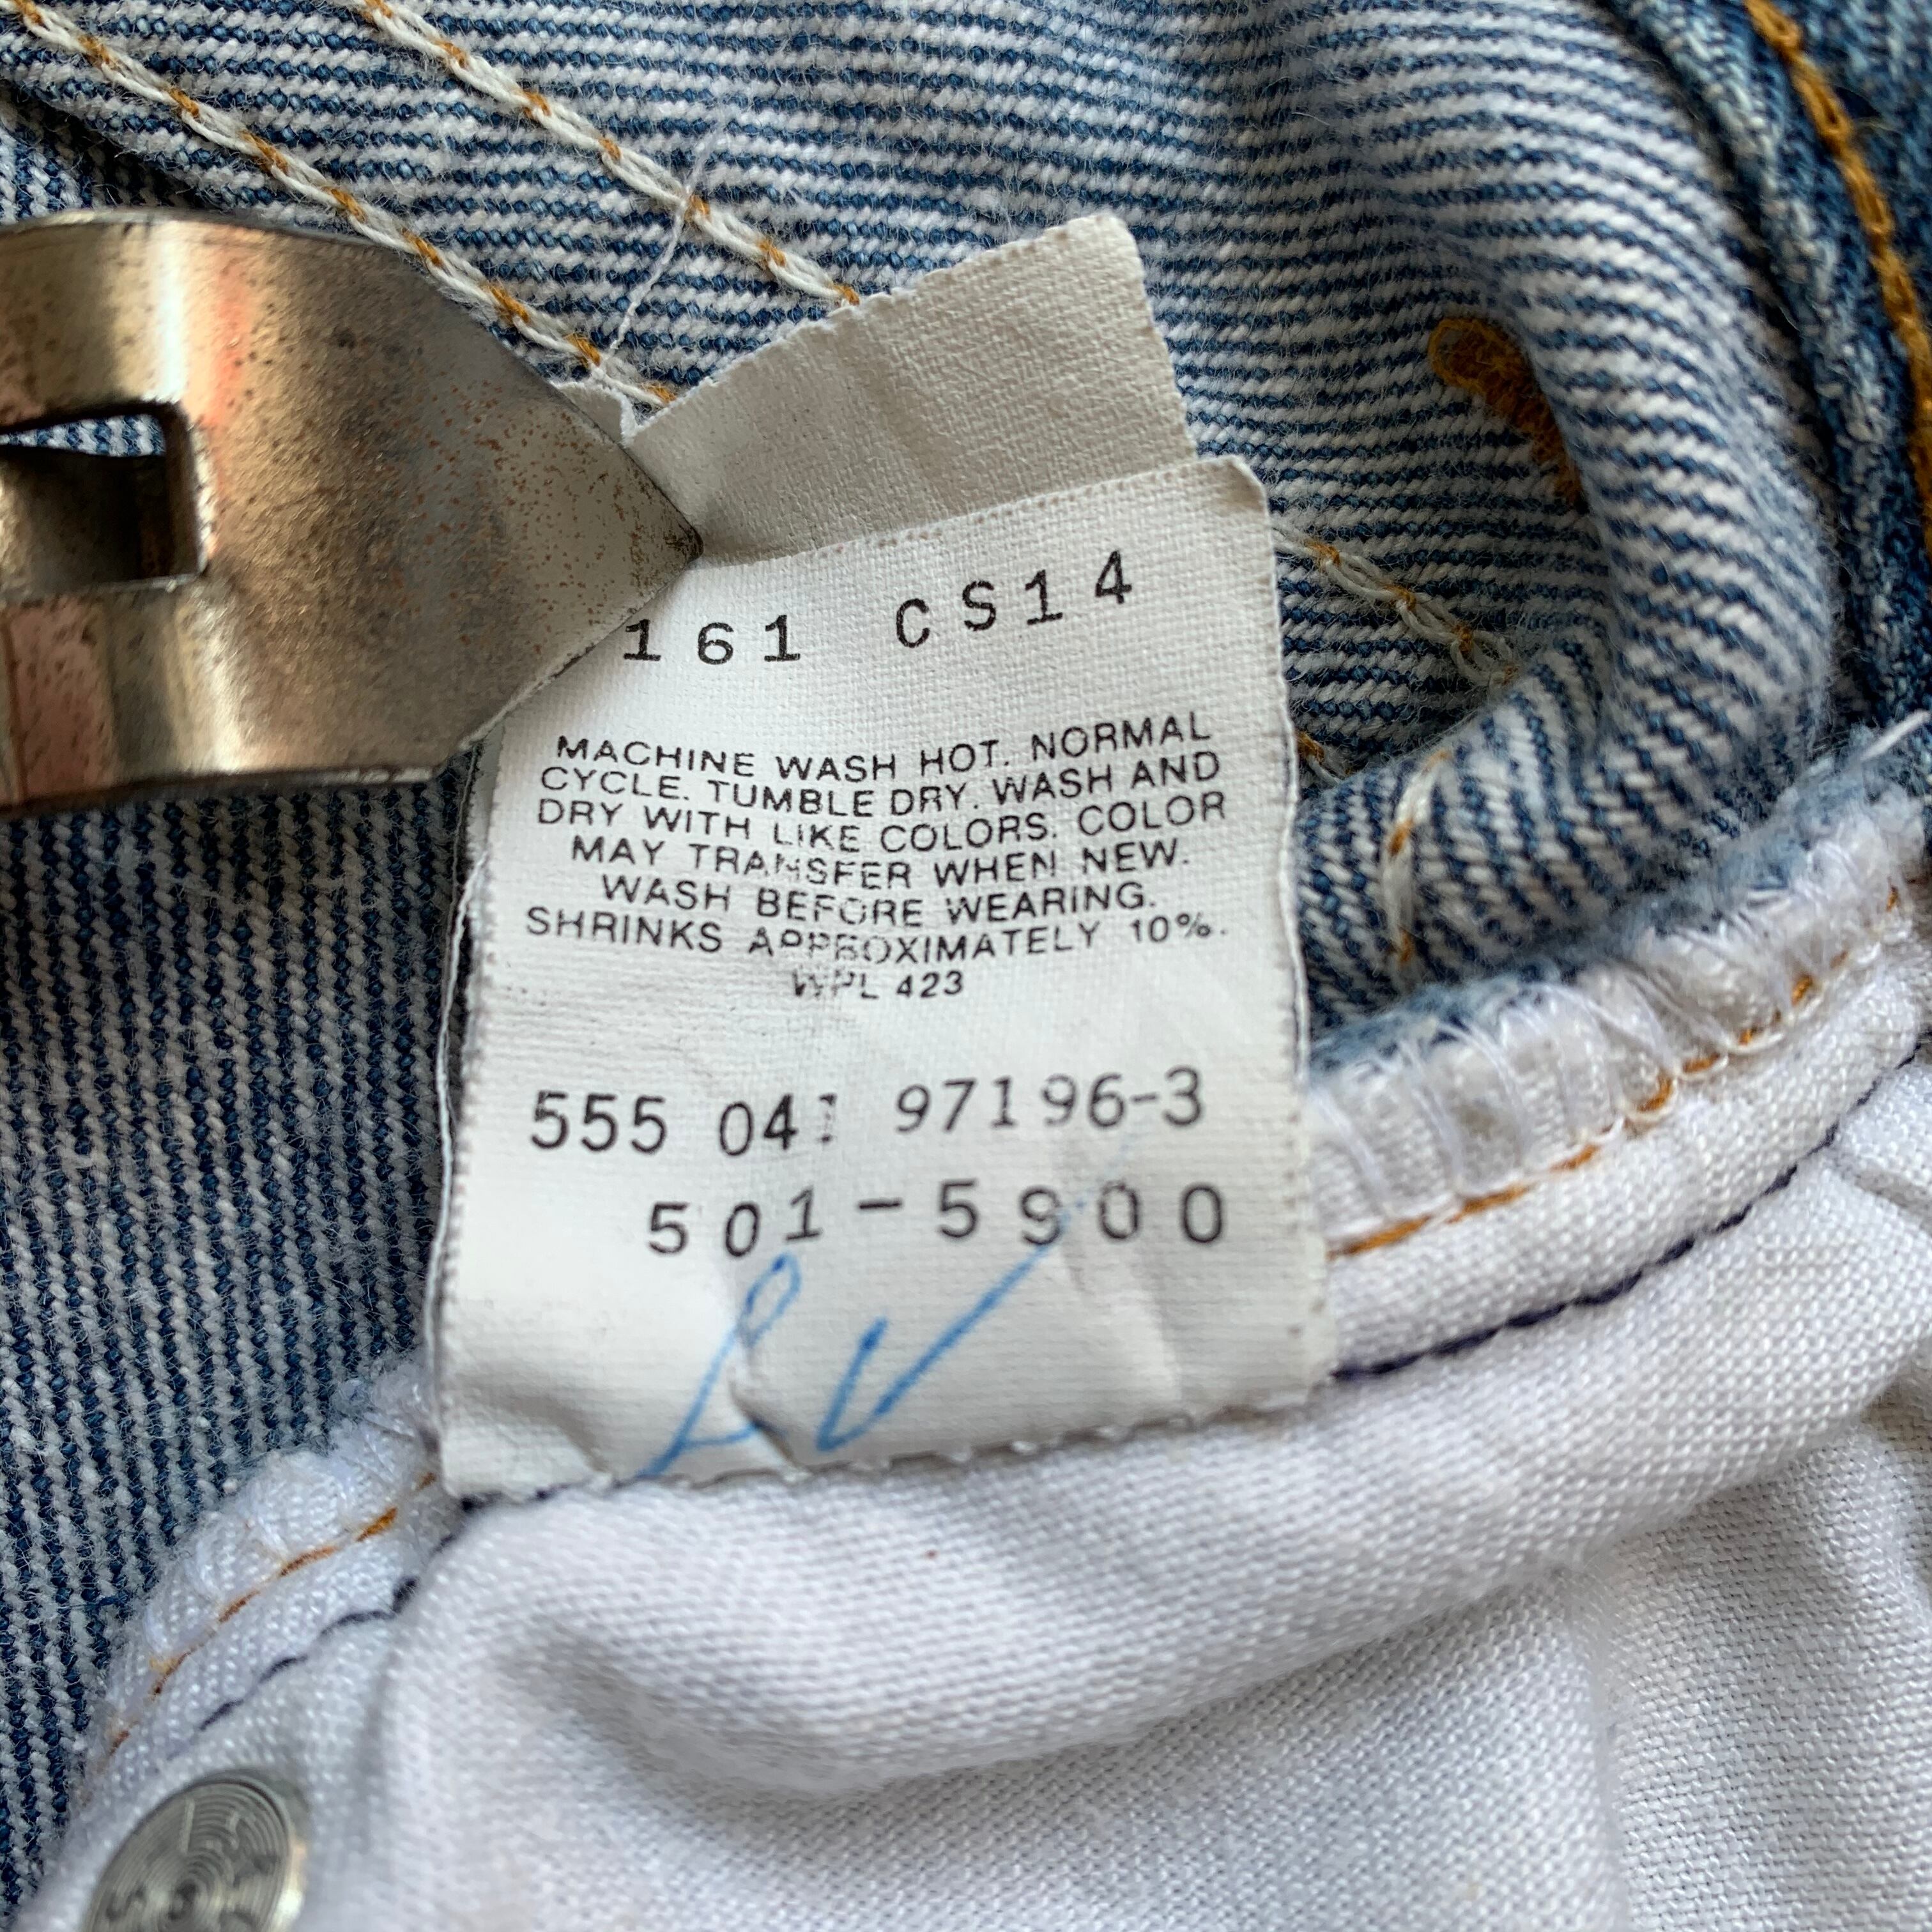 161 CS14
MACHINE WASH HOT. NORMAL
CYCLE. TUMBLE DRY. WASH AND
DRY WITH LIKE COLORS. COLOR
MAY TRANSFER WHEN NEW.
WASH BEFORE WEARING.
SHRINKS APPROXIMATELY 10%.
WPL 423
555 041 97196-3
501-5900